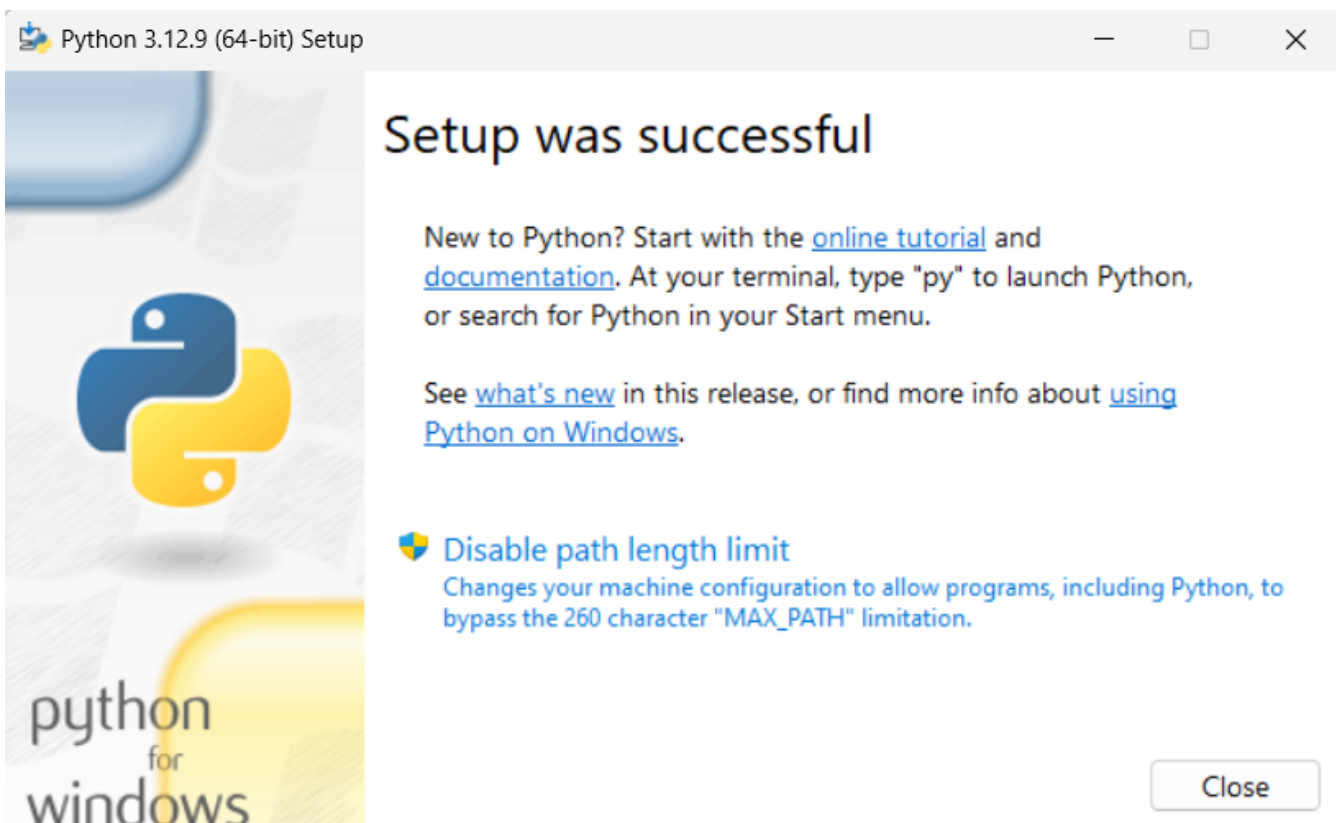 Python 3.12.9 (64-bit) Setup
Setup was successful
New to Python? Start with the online tutorial and
documentation. At your terminal, type "py" to launch Python,
or search for Python in your Start menu.
See what's new in this release, or find more info about using
Python on Windows.
Disable path length limit
Changes your machine configuration to allow programs, including Python, to
bypass the 260 character "MAX_PATH" limitation.
python
for
windows
Close